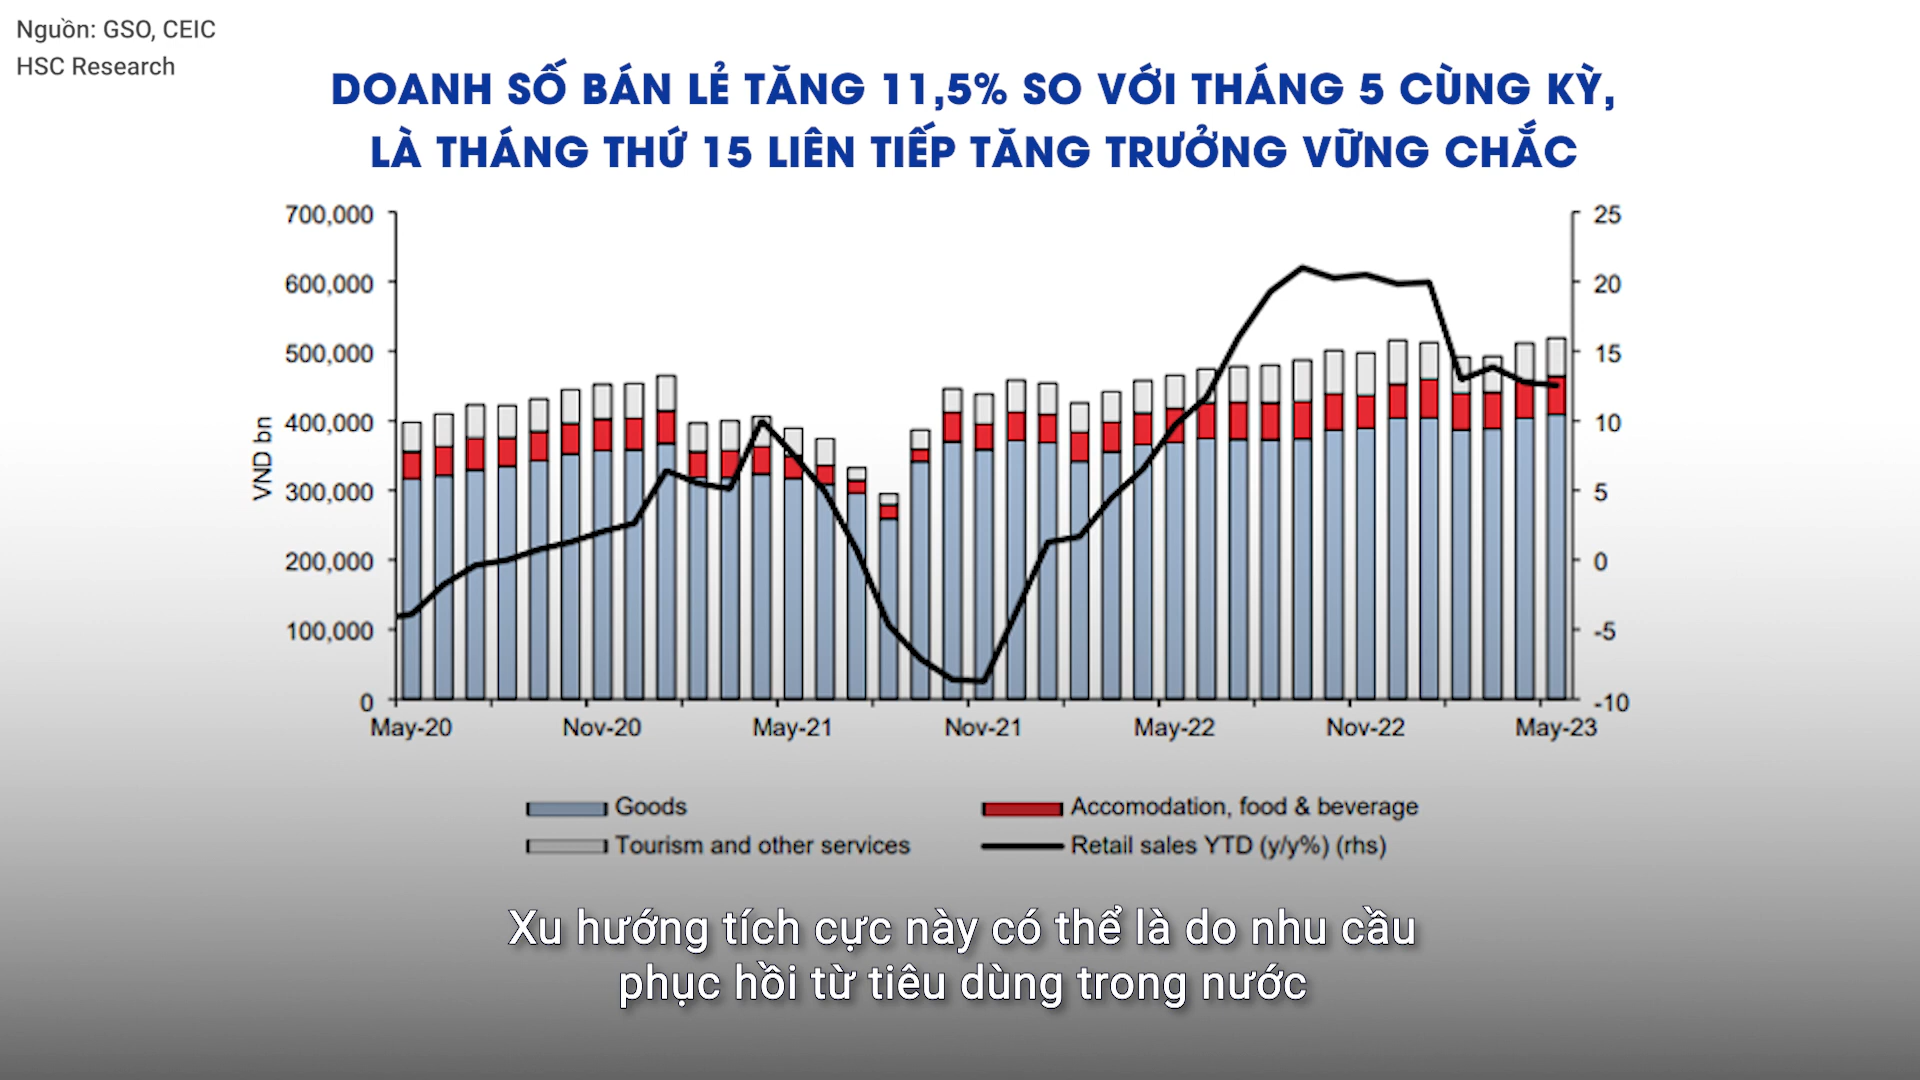 Nguồn: GSO, CEIC
HSC Research
DOANH SỐ BÁN LẺ TĂNG 11,5% SO VỚI THÁNG 5 CÙNG KỲ,
LÀ THÁNG THỨ 15 LIÊN TIẾP TĂNG TRƯỞNG VỮNG CHẮC
VND bn
700,000
600,000
500,000
400,000
300,000
200,000
100,000
0
25
20
15
10
5
0
-5
-10
May-20 Nov-20 May-21 Nov-21 May-22 Nov-22 May-23
Goods Accomodation, food & beverage
Tourism and other services Retail sales YTD (y/y%) (rhs)
Xu hướng tích cực này có thể là do nhu cầu
phục hồi từ tiêu dùng trong nước